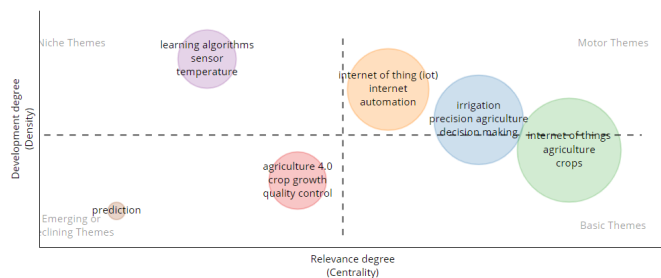 Niche Themes
Motor Themes
learning algorithms
sensor
temperature
internet of thing (iot)
internet
automation
irrigation
precision agriculture
decision making
internet of things
agriculture
crops
agriculture 4.0
crop growth
quality control
prediction
Emerging or
clining Themes
Basic Themes
Development degree
(Density)
Relevance degree
(Centrality)